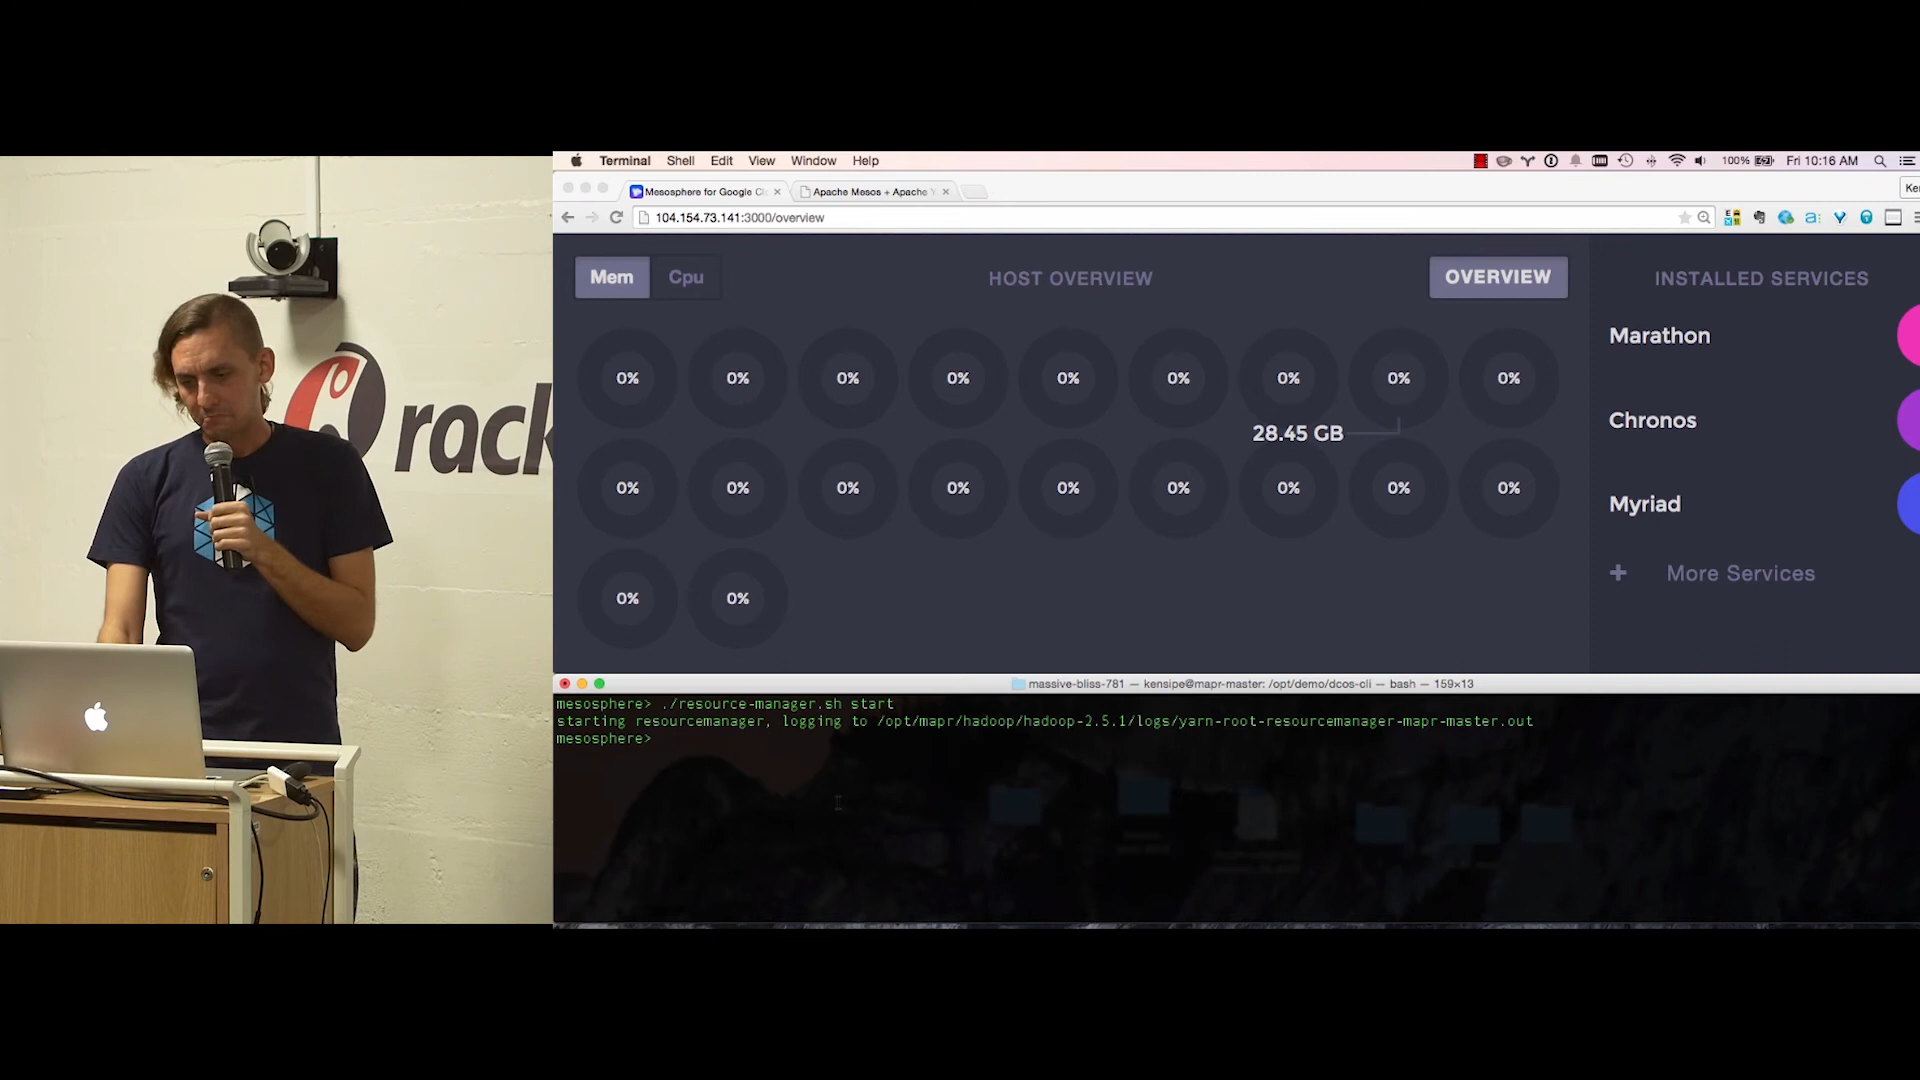 rack
Terminal Shell Edit View Window Help
100% Fri 10:16 AM
Mesosphere for Google Cl
Apache Mesos + Apache Y
Ke
104.154.73.141:3000/overview
Mem Cpu
HOST OVERVIEW
OVERVIEW
INSTALLED SERVICES
0% 0% 0% 0% 0% 0% 0% 0% 0%
28.45 GB
0% 0% 0% 0% 0% 0% 0% 0% 0%
0% 0%
Marathon
Chronos
Myriad
+ More Services
massive-bliss-781 — kensipe@mapr-master: /opt/demo/dcos-cli — bash — 159×13
mesosphere> ./resource-manager.sh start
starting resourcemanager, logging to /opt/mapr/hadoop/hadoop-2.5.1/logs/yarn-root-resourcemanager-mapr-master.out
mesosphere>